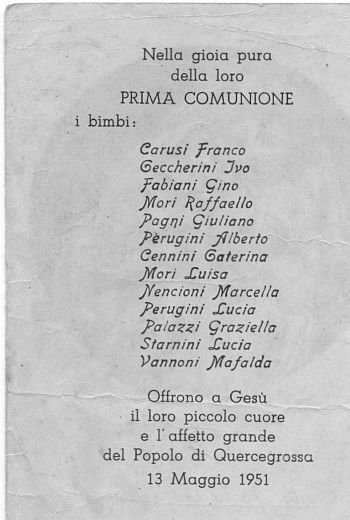 Nella gioia pura
della loro
PRIMA COMUNIONE
i bimbi:
Carusi Franco
Ceccherini Ivo
Fabiani Gino
Mori Raffaello
Pagni Giuliano
Perugini Alberto
Cennini Caterina
Mori Luisa
Nencioni Marcella
Perugini Lucia
Palazzi Graziella
Starnini Lucia
Vannoni Mafalda
Offrono a Gesù
il loro piccolo cuore
e l'affetto grande
del Popolo di Quercegrossa
13 Maggio 1951